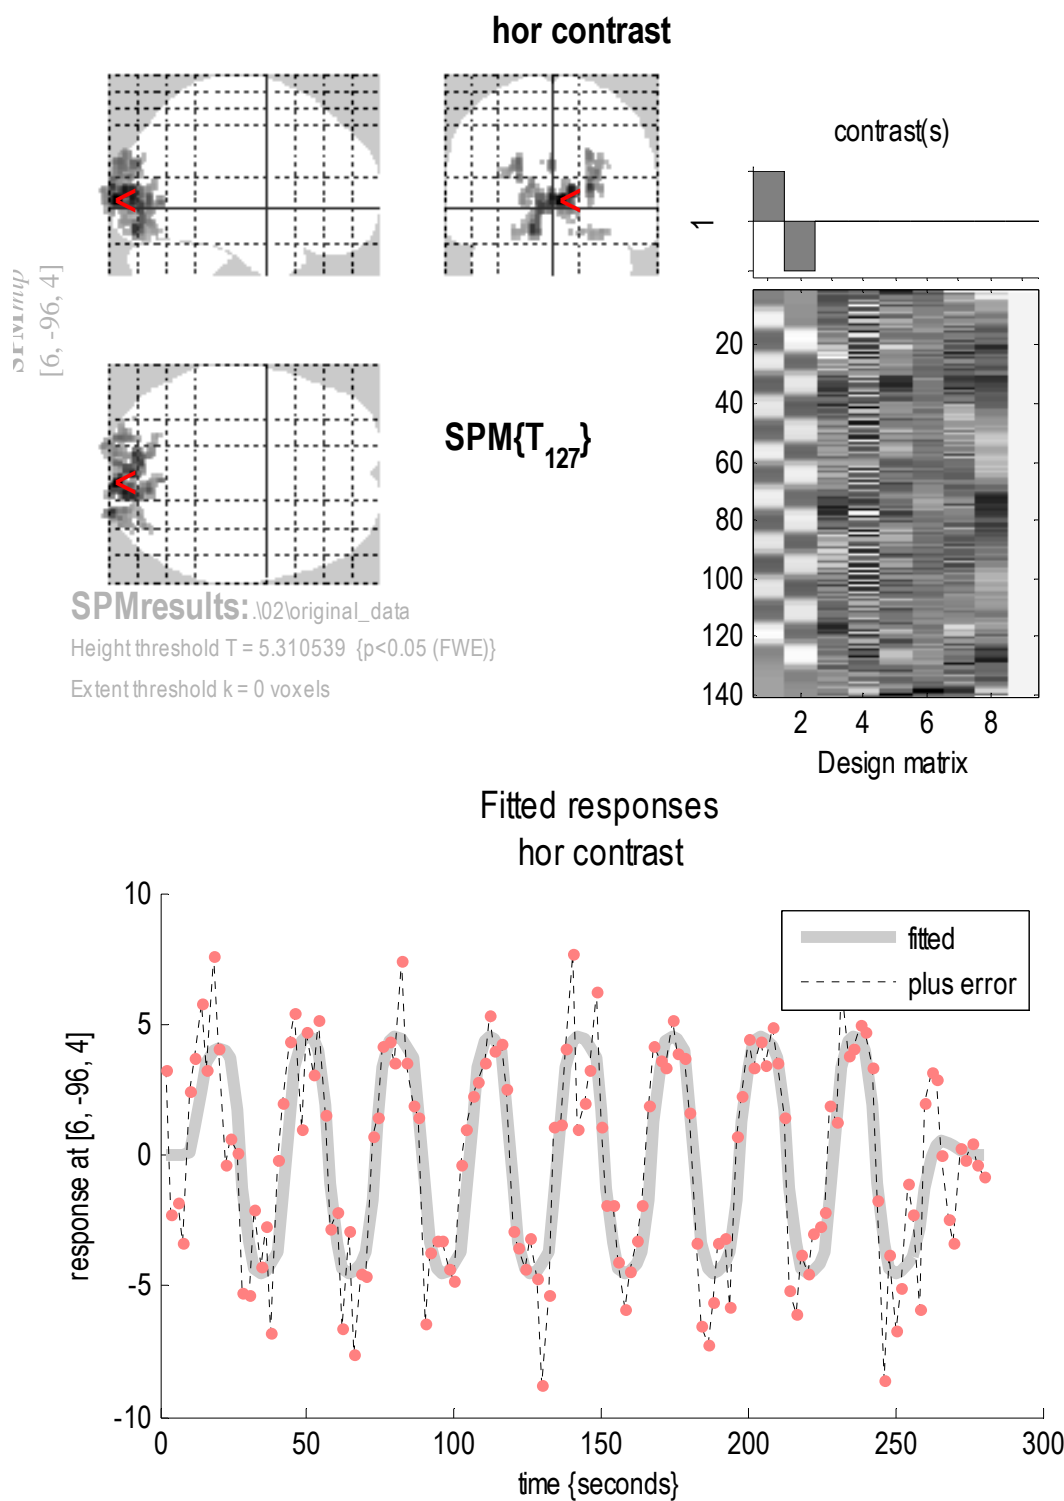 hor contrast
contrast(s)
1
SPMmip
[6, -96, 4]
20
40
60
80
100
120
140
2 4 6 8
Design matrix
SPM{T127}
SPMresults: .\02\original_data
Height threshold T = 5.310539 {p<0.05 (FWE)}
Extent threshold k = 0 voxels
Fitted responses
hor contrast
10
5
0
-5
-10
response at [6, -96, 4]
fitted
plus error
0 50 100 150 200 250 300
time {seconds}